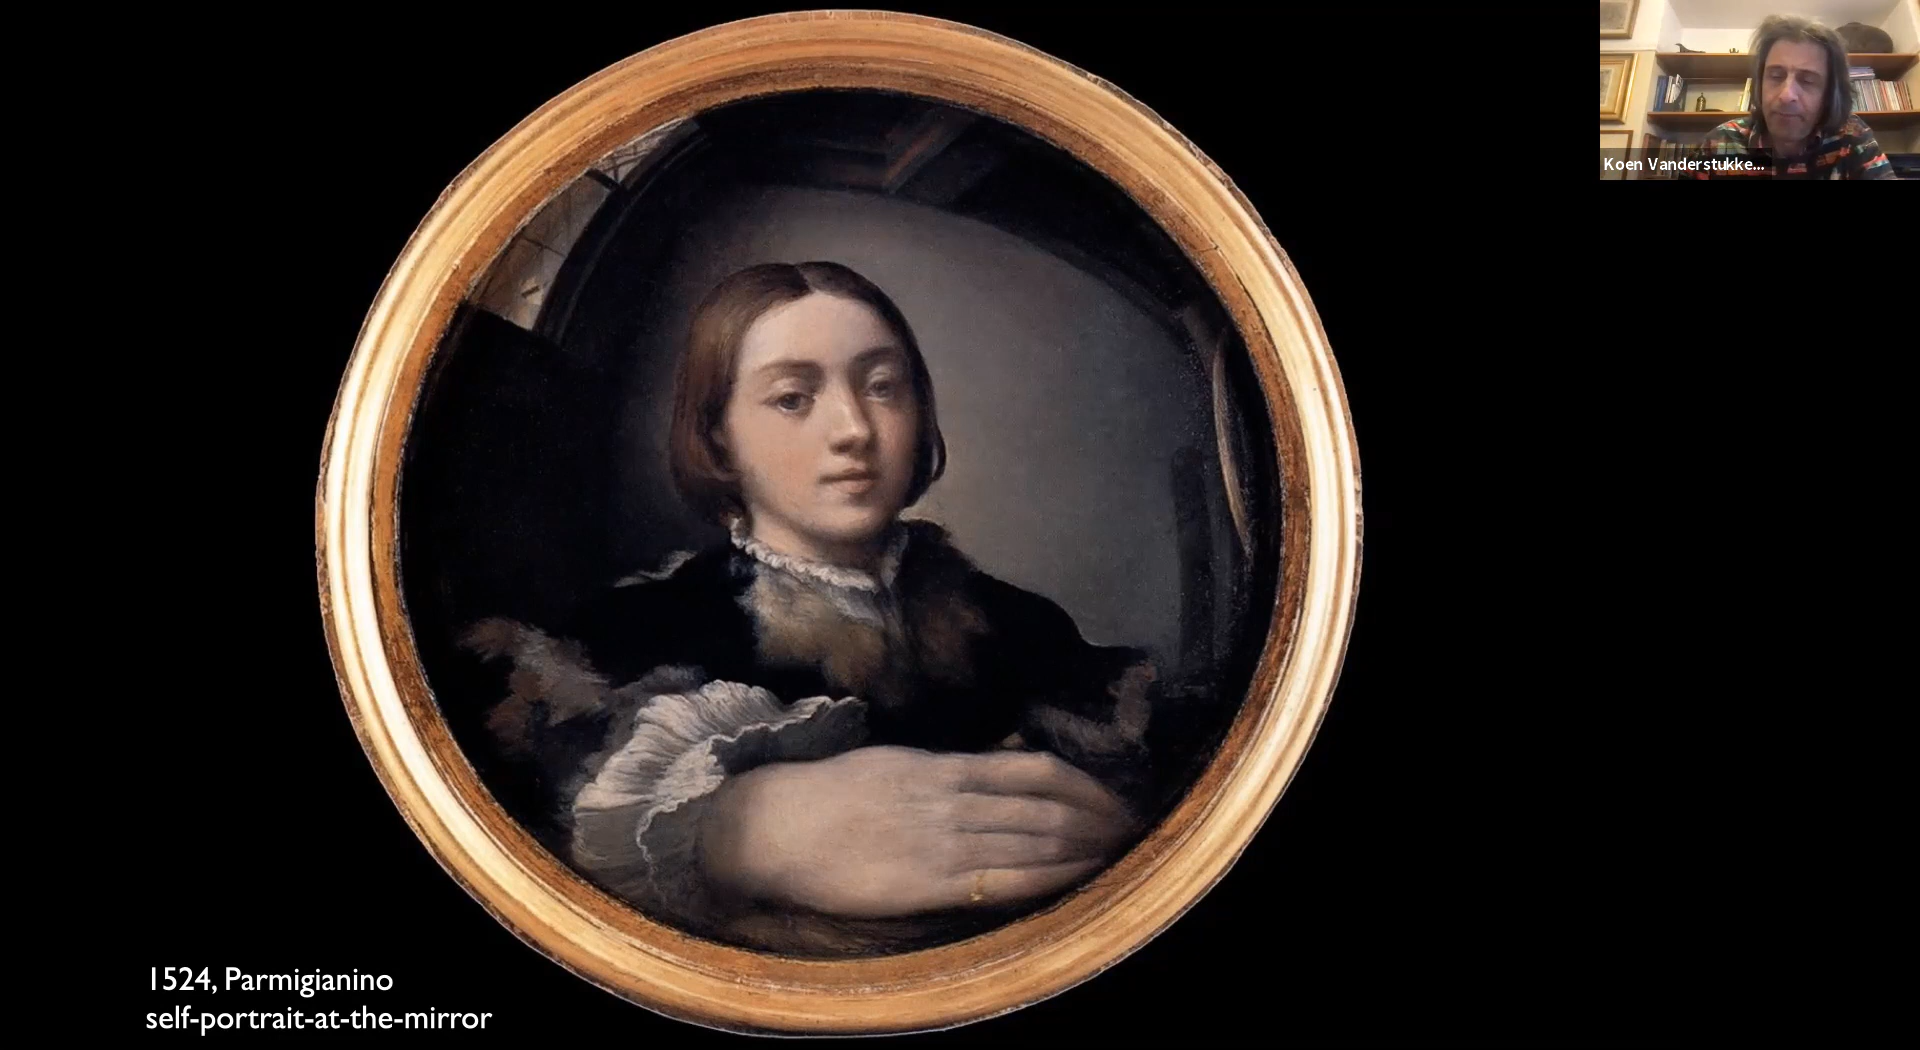 Koen Vanderstukke...
1524, Parmigianino
self-portrait-at-the-mirror